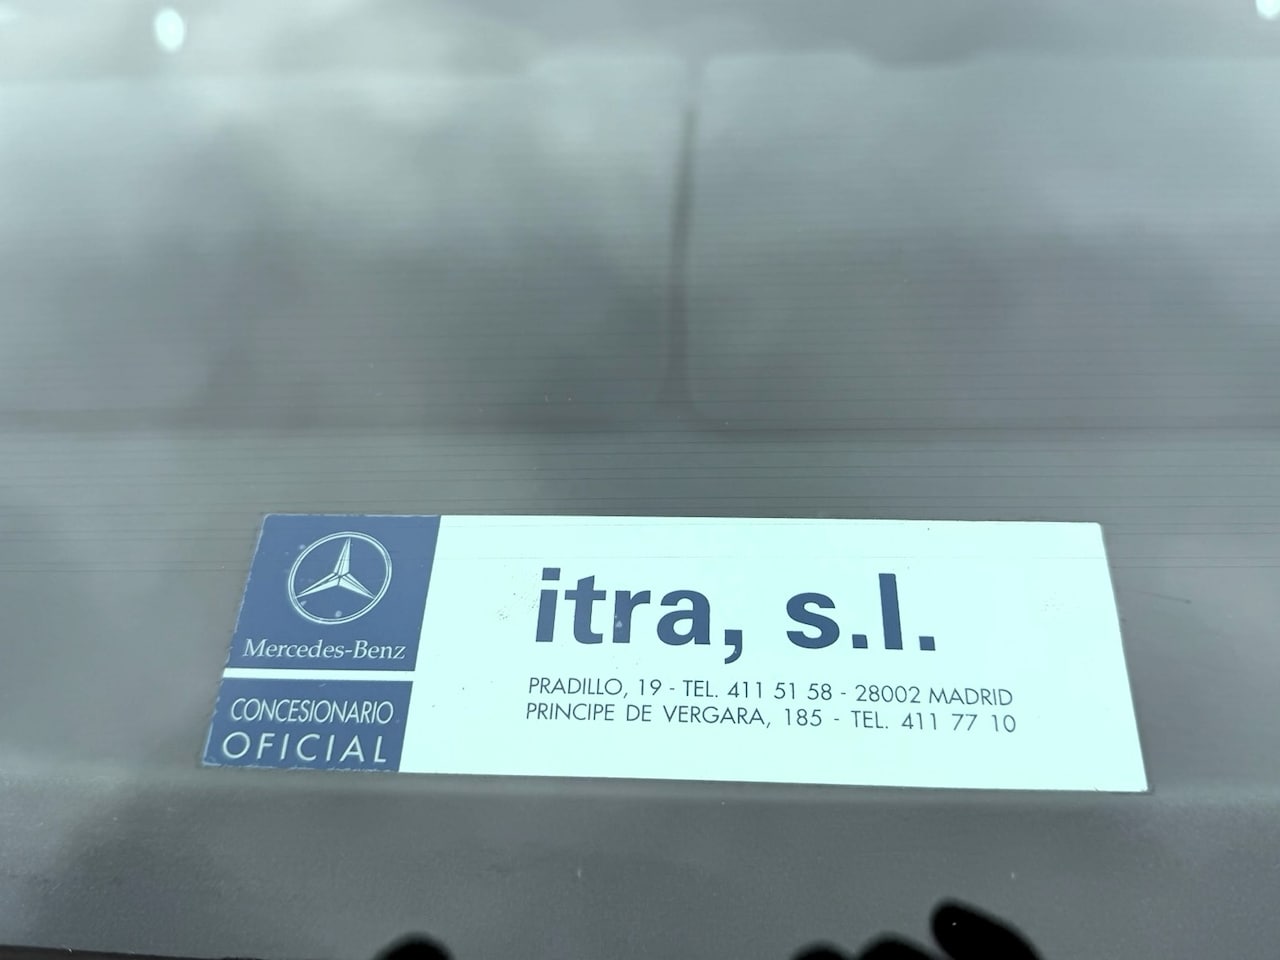 Mercedes-Benz
CONCESIONARIO
OFICIAL
itra, s.l.
PRADILLO, 19 - TEL. 411 51 58 - 28002 MADRID
PRINCIPE DE VERGARA, 185 - TEL. 411 77 10